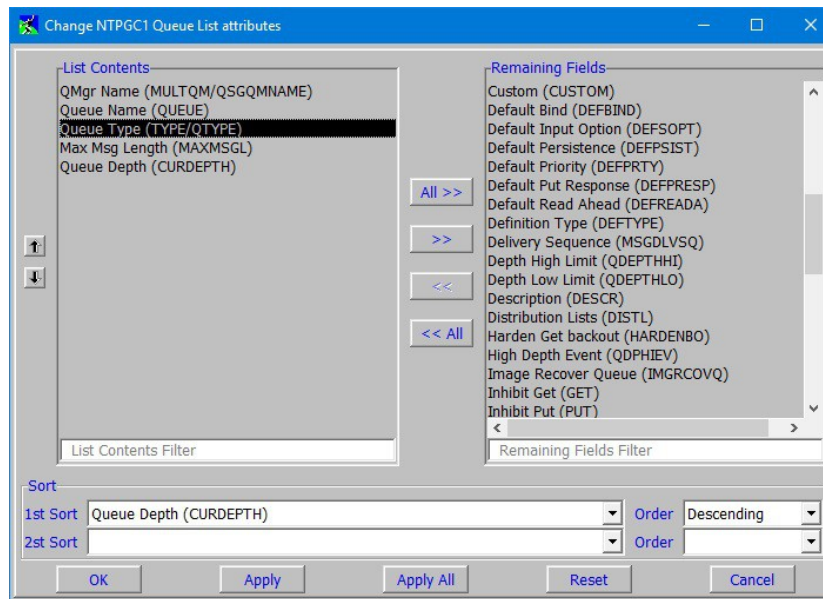 Change NTPGC1 Queue List attributes
List Contents
QMgr Name (MULTQM/QSGQMNAME)
Queue Name (QUEUE)
Queue Type (TYPE/QTYPE)
Max Msg Length (MAXMSGL)
Queue Depth (CURDEPTH)
List Contents Filter
All >>
>>
<<
<< All
Remaining Fields
Custom (CUSTOM)
Default Bind (DEFBIND)
Default Input Option (DEFSOPT)
Default Persistence (DEFPSIST)
Default Priority (DEFPRTY)
Default Put Response (DEFPRESP)
Default Read Ahead (DEFREADA)
Definition Type (DEFTYPE)
Delivery Sequence (MSGDLVSQ)
Depth High Limit (QDEPTHHI)
Depth Low Limit (QDEPTHLO)
Description (DESCR)
Distribution Lists (DISTL)
Harden Get backout (HARDENBO)
High Depth Event (QDPHIEV)
Image Recover Queue (IMGRCOVQ)
Inhibit Get (GET)
Inhibit Put (PUT)
Remaining Fields Filter
Sort
1st Sort Queue Depth (CURDEPTH) Order Descending
2st Sort Order
OK Apply Apply All Reset Cancel